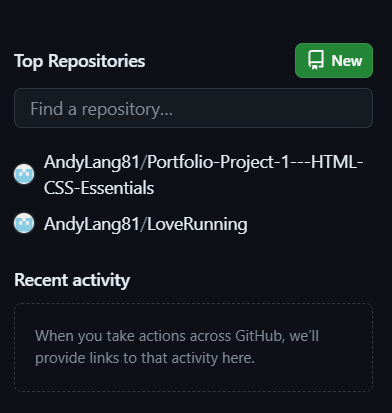 Top Repositories
New
Find a repository...
AndyLang81/Portfolio-Project-1---HTML-
CSS-Essentials
AndyLang81/LoveRunning
Recent activity
When you take actions across GitHub, we'll
provide links to that activity here.